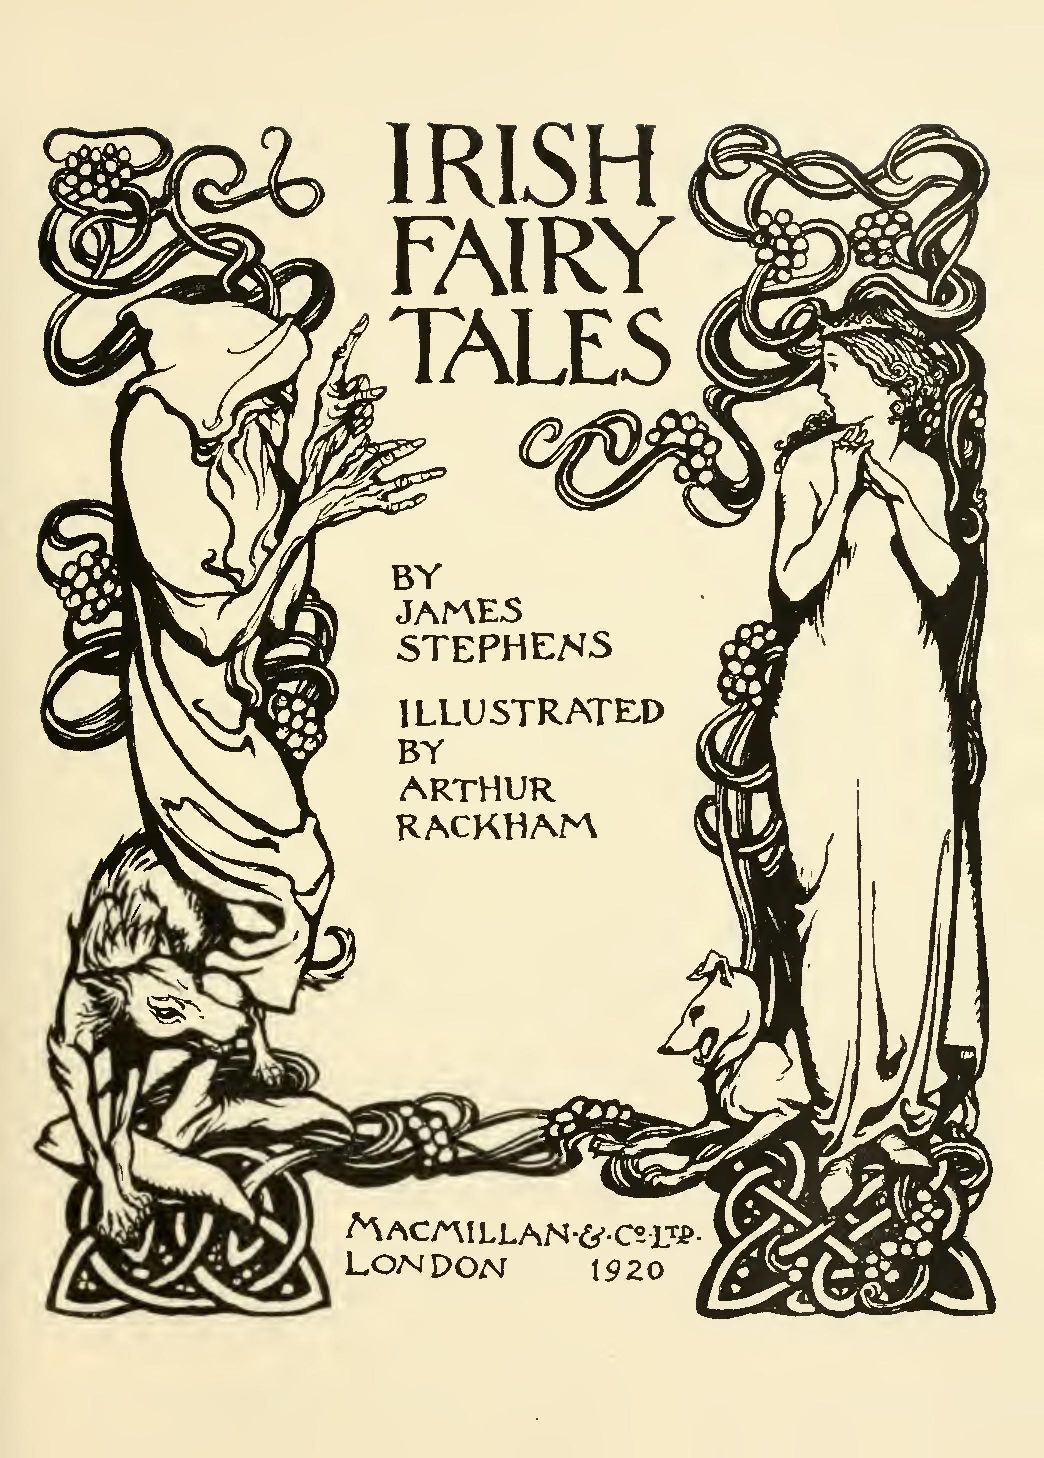 IRISH
FAIRY
TALES
BY
JAMES
STEPHENS
ILLUSTRATED
BY
ARTHUR
RACKHAM
MACMILLAN·&·Cº·LTD·
LONDON 1920